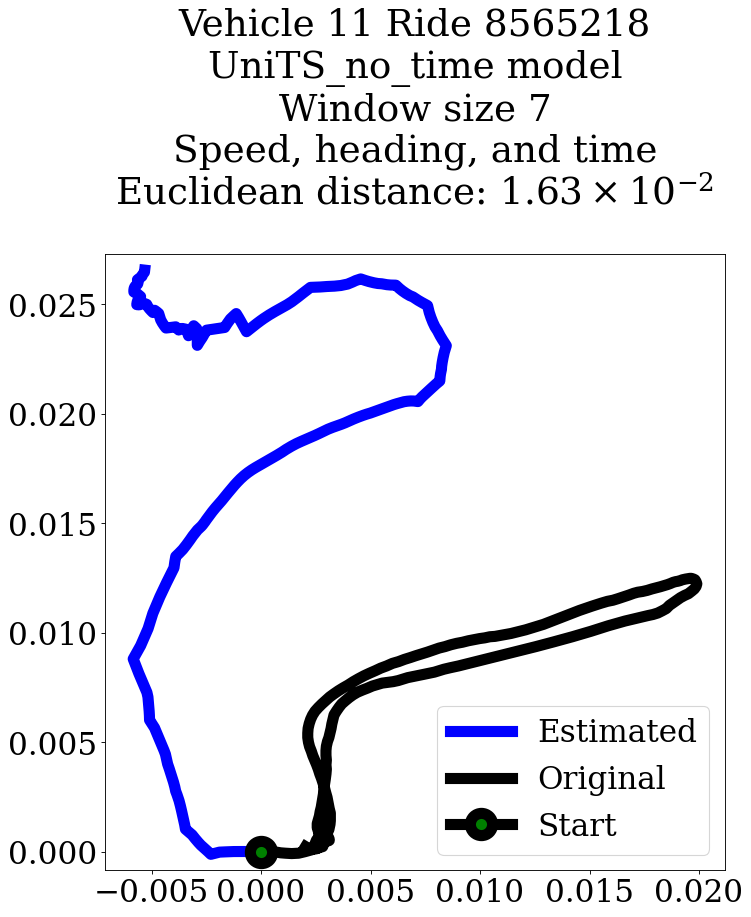 Vehicle 11 Ride 8565218
UniTS_no_time model
Window size 7
Speed, heading, and time
Euclidean distance: 1.63 × 10⁻²
0.025
0.020
0.015
0.010
0.005
0.000
Estimated
Original
Start
−0.005 0.000 0.005 0.010 0.015 0.020